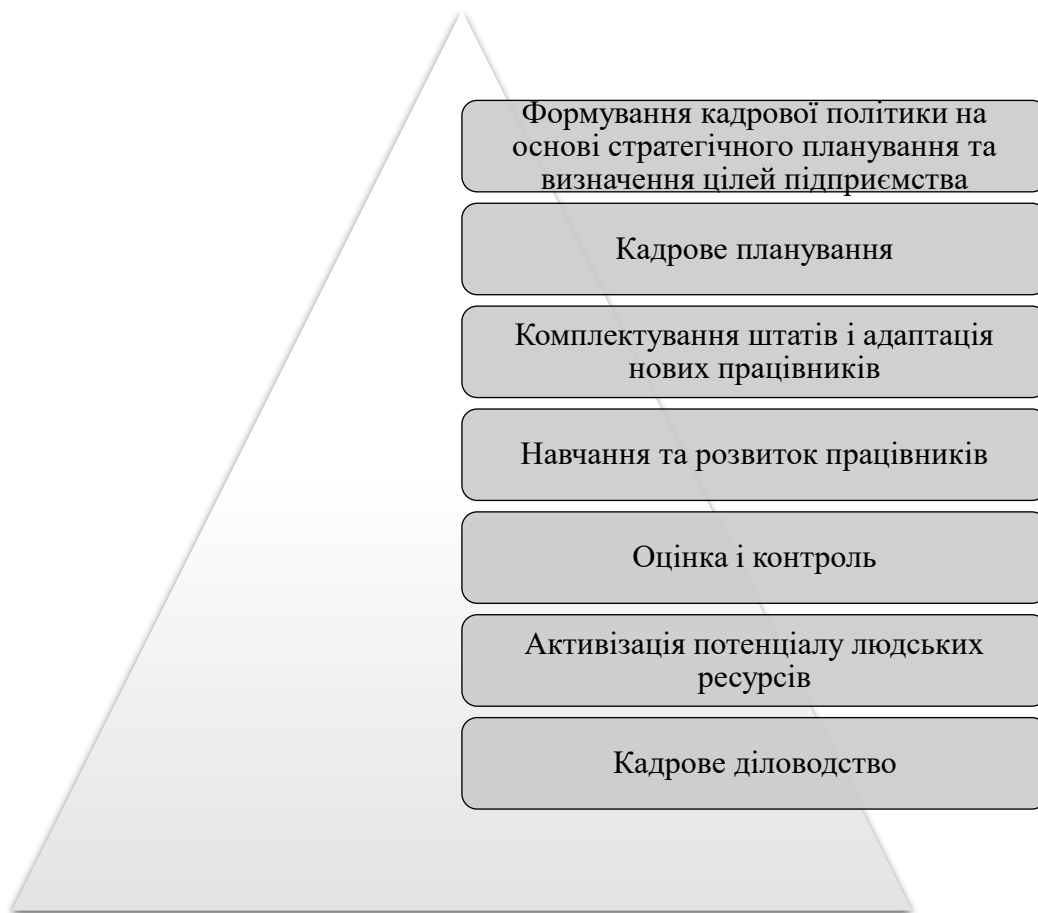 Формування кадрової політики на
основі стратегічного планування та
визначення цілей підприємства
Кадрове планування
Комплектування штатів і адаптація
нових працівників
Навчання та розвиток працівників
Оцінка і контроль
Активізація потенціалу людських
ресурсів
Кадрове діловодство